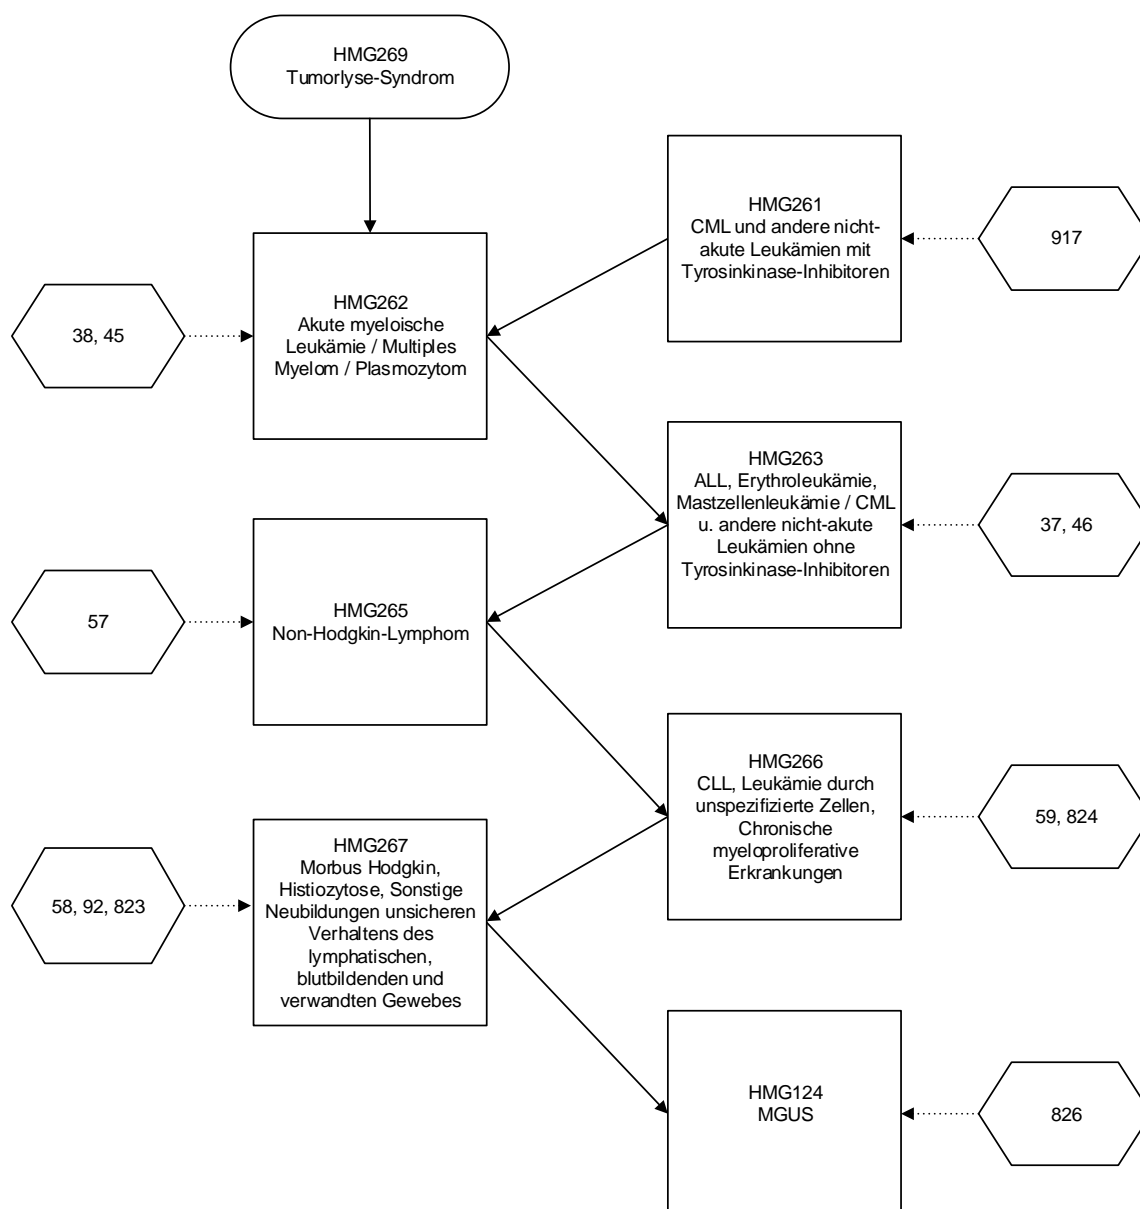 HMG269
Tumorlyse-Syndrom
HMG261
CML und andere nicht-
akute Leukämien mit
Tyrosinkinase-Inhibitoren
917
HMG262
Akute myeloische
Leukämie / Multiples
Myelom / Plasmozytom
38, 45
HMG263
ALL, Erythroleukämie,
Mastzellenleukämie / CML
u. andere nicht-akute
Leukämien ohne
Tyrosinkinase-Inhibitoren
37, 46
57
HMG265
Non-Hodgkin-Lymphom
HMG266
CLL, Leukämie durch
unspezifizierte Zellen,
Chronische
myeloproliferative
Erkrankungen
59, 824
58, 92, 823
HMG267
Morbus Hodgkin,
Histiozytose, Sonstige
Neubildungen unsicheren
Verhaltens des
lymphatischen,
blutbildenden und
verwandten Gewebes
HMG124
MGUS
826